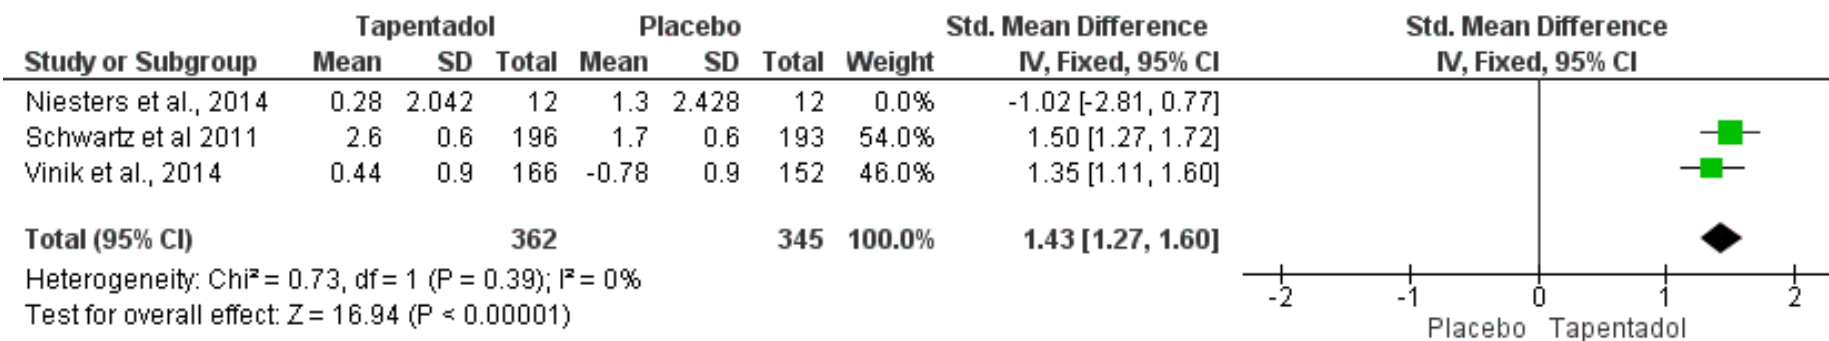 Tapentadol Placebo Std. Mean Difference Std. Mean Difference
Study or Subgroup Mean SD Total Mean SD Total Weight IV, Fixed, 95% CI IV, Fixed, 95% CI
Niesters et al., 2014 0.28 2.042 12 1.3 2.428 12 0.0% -1.02 [-2.81, 0.77]
Schwartz et al 2011 2.6 0.6 196 1.7 0.6 193 54.0% 1.50 [1.27, 1.72]
Vinik et al., 2014 0.44 0.9 166 -0.78 0.9 152 46.0% 1.35 [1.11, 1.60]
Total (95% CI) 362 345 100.0% 1.43 [1.27, 1.60]
Heterogeneity: Chi² = 0.73, df = 1 (P = 0.39); I² = 0%
Test for overall effect: Z = 16.94 (P < 0.00001)
-2 -1 0 1 2
Placebo Tapentadol